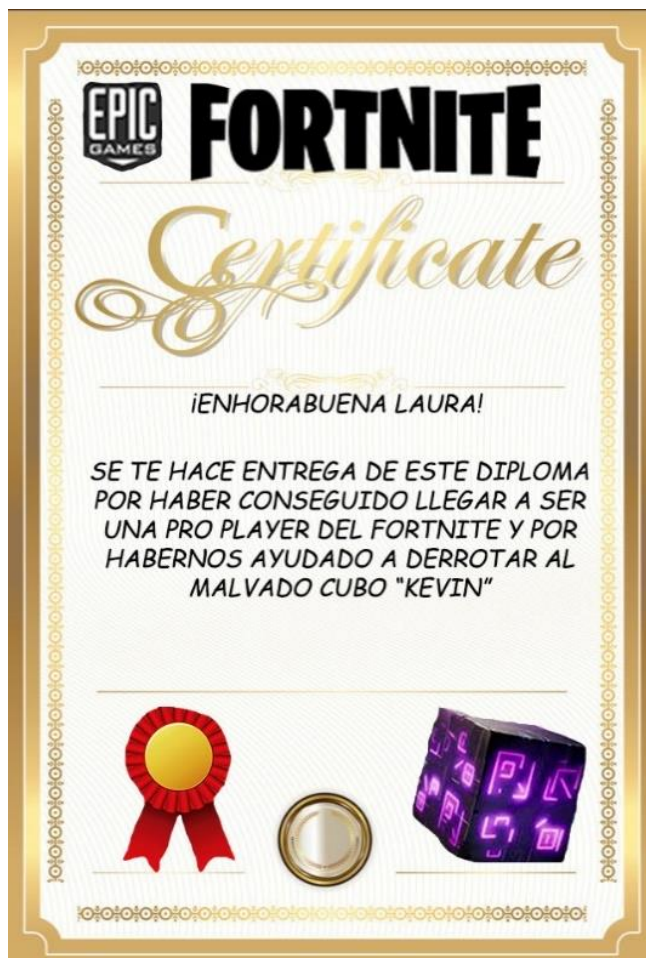 EPIC
GAMES
FORTNITE
Certificate
¡ENHORABUENA LAURA!
SE TE HACE ENTREGA DE ESTE DIPLOMA
POR HABER CONSEGUIDO LLEGAR A SER
UNA PRO PLAYER DEL FORTNITE Y POR
HABERNOS AYUDADO A DERROTAR AL
MALVADO CUBO "KEVIN"